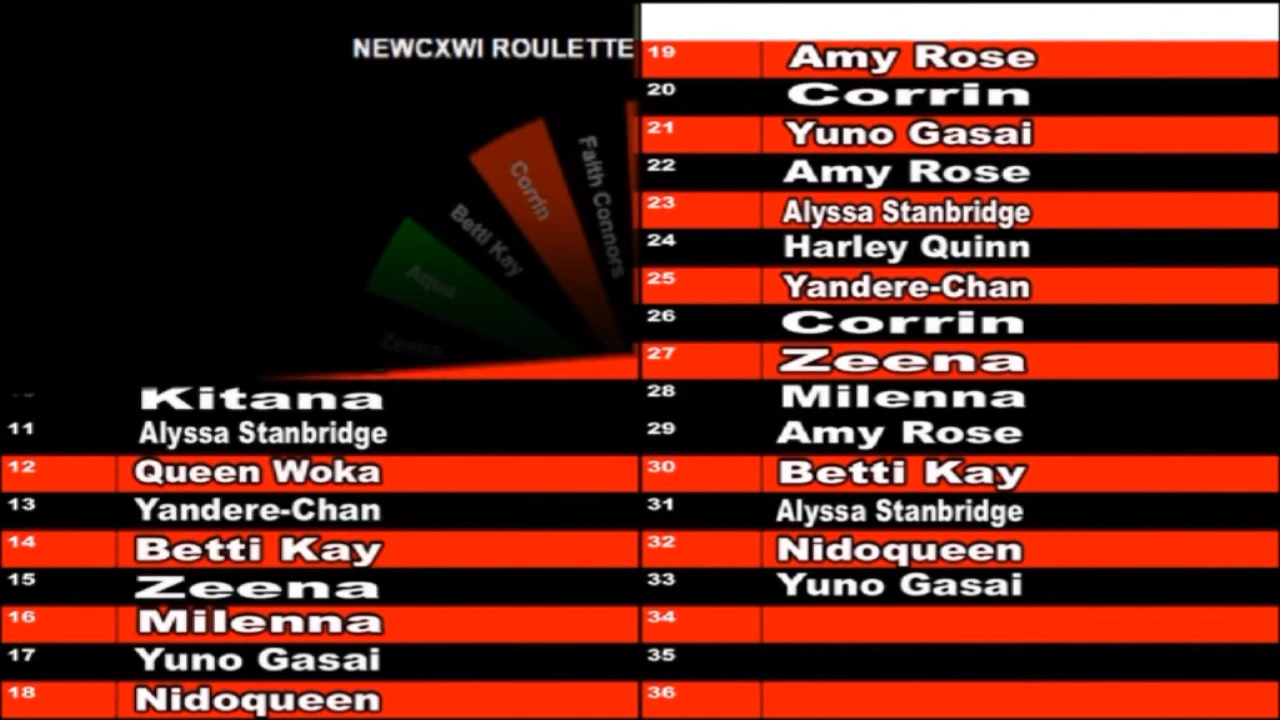 NEWCXWI ROULETTE
Faith Connors
Corrin
Betti Kay
Aqua
Zeena
Kitana
11 Alyssa Stanbridge
12 Queen Woka
13 Yandere-Chan
14 Betti Kay
15 Zeena
16 Milenna
17 Yuno Gasai
18 Nidoqueen
19 Amy Rose
20 Corrin
21 Yuno Gasai
22 Amy Rose
23 Alyssa Stanbridge
24 Harley Quinn
25 Yandere-Chan
26 Corrin
27 Zeena
28 Milenna
29 Amy Rose
30 Betti Kay
31 Alyssa Stanbridge
32 Nidoqueen
33 Yuno Gasai
34
35
36